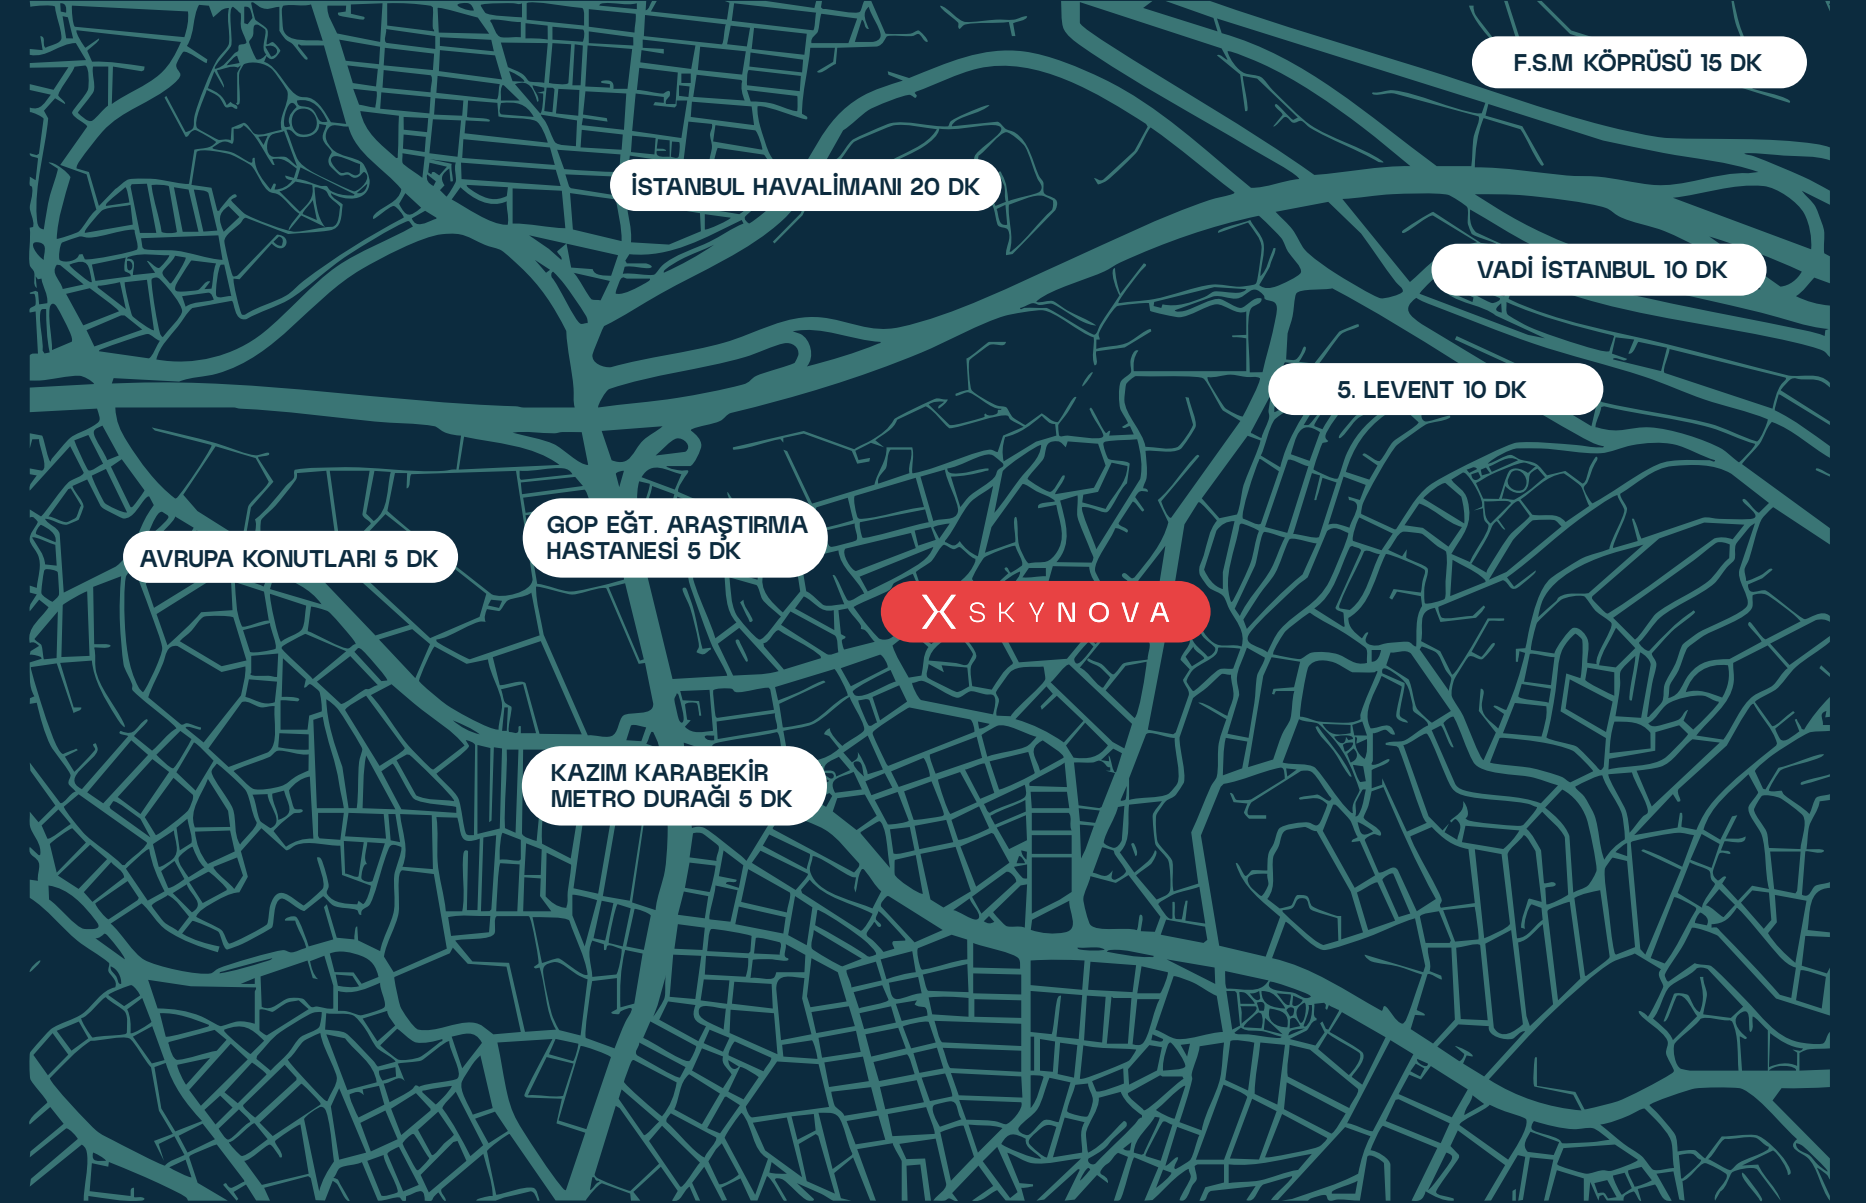 F.S.M KÖPRÜSÜ 15 DK
İSTANBUL HAVALİMANI 20 DK
VADİ İSTANBUL 10 DK
5. LEVENT 10 DK
GOP EĞT. ARAŞTIRMA
HASTANESİ 5 DK
AVRUPA KONUTLARI 5 DK
SKYNOVA
KAZIM KARABEKİR
METRO DURAĞI 5 DK